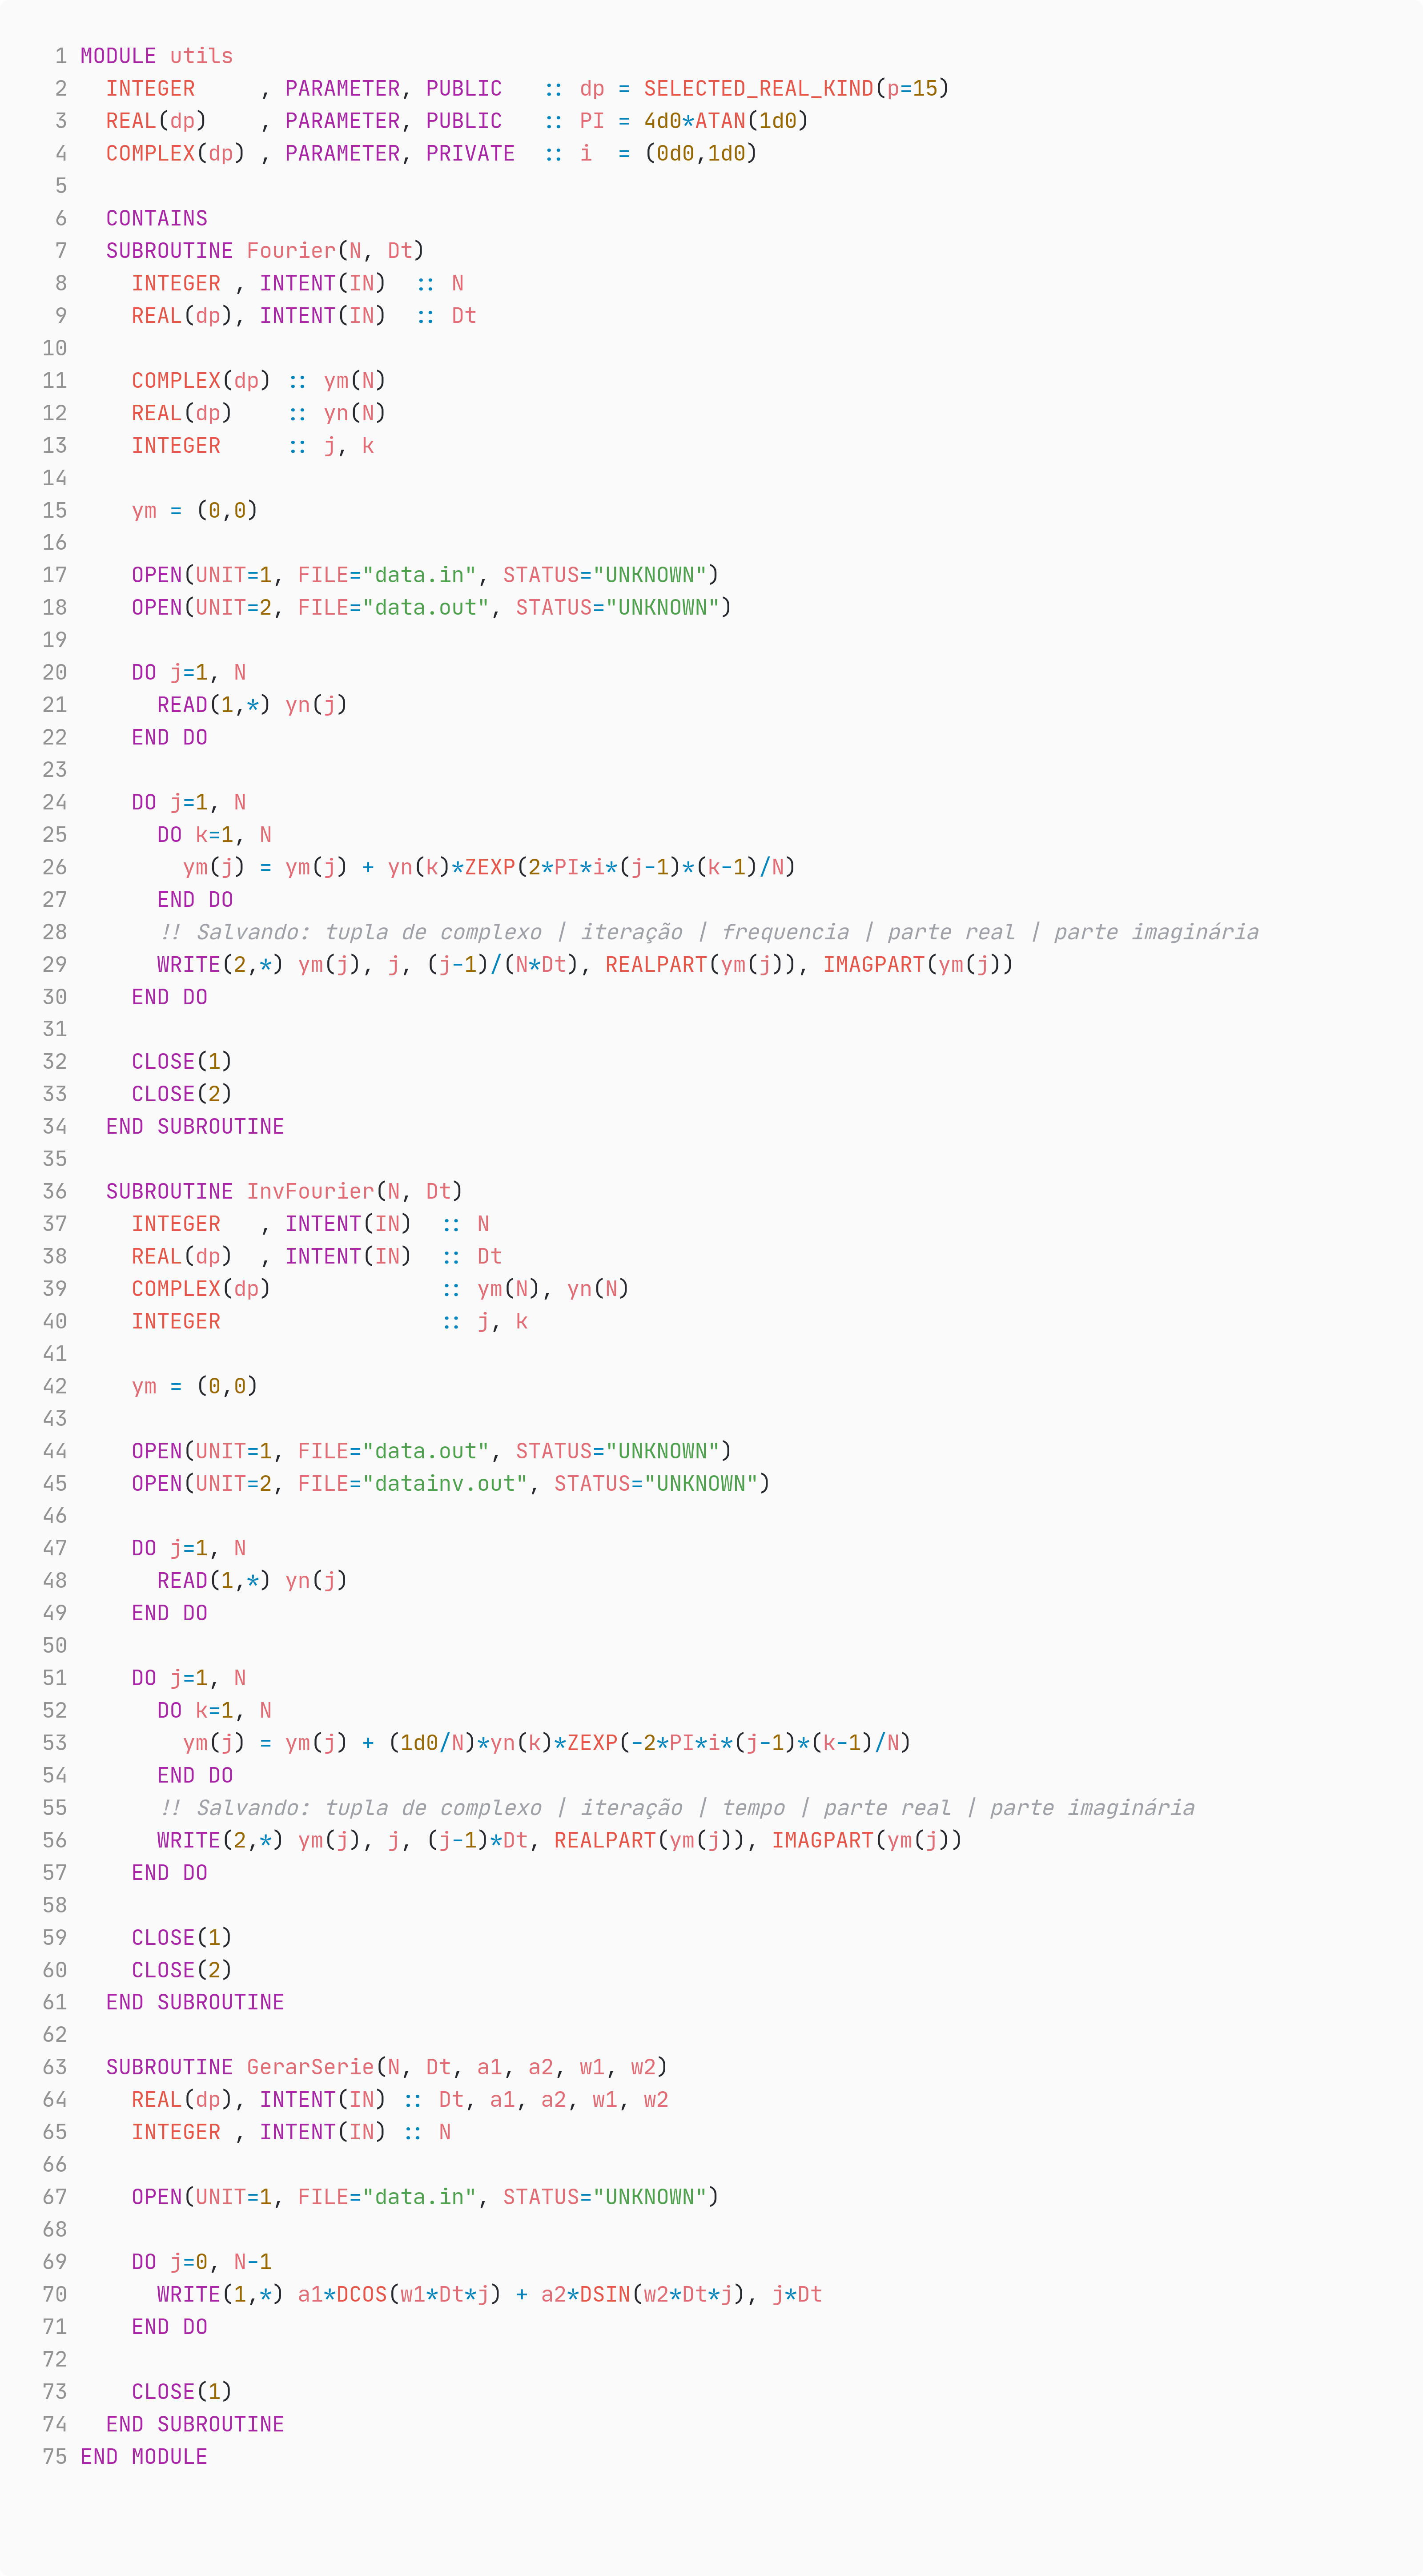 1 MODULE utils
2   INTEGER     , PARAMETER, PUBLIC   :: dp = SELECTED_REAL_KIND(p=15)
3   REAL(dp)    , PARAMETER, PUBLIC   :: PI = 4d0*ATAN(1d0)
4   COMPLEX(dp) , PARAMETER, PRIVATE  :: i  = (0d0,1d0)
5
6   CONTAINS
7   SUBROUTINE Fourier(N, Dt)
8     INTEGER , INTENT(IN)  :: N
9     REAL(dp), INTENT(IN)  :: Dt
10
11     COMPLEX(dp) :: ym(N)
12     REAL(dp)    :: yn(N)
13     INTEGER     :: j, k
14
15     ym = (0,0)
16
17     OPEN(UNIT=1, FILE="data.in", STATUS="UNKNOWN")
18     OPEN(UNIT=2, FILE="data.out", STATUS="UNKNOWN")
19
20     DO j=1, N
21       READ(1,*) yn(j)
22     END DO
23
24     DO j=1, N
25       DO k=1, N
26         ym(j) = ym(j) + yn(k)*ZEXP(2*PI*i*(j-1)*(k-1)/N)
27       END DO
28       !! Salvando: tupla de complexo | iteração | frequencia | parte real | parte imaginária
29       WRITE(2,*) ym(j), j, (j-1)/(N*Dt), REALPART(ym(j)), IMAGPART(ym(j))
30     END DO
31
32     CLOSE(1)
33     CLOSE(2)
34   END SUBROUTINE
35
36   SUBROUTINE InvFourier(N, Dt)
37     INTEGER   , INTENT(IN)  :: N
38     REAL(dp)  , INTENT(IN)  :: Dt
39     COMPLEX(dp)             :: ym(N), yn(N)
40     INTEGER                 :: j, k
41
42     ym = (0,0)
43
44     OPEN(UNIT=1, FILE="data.out", STATUS="UNKNOWN")
45     OPEN(UNIT=2, FILE="datainv.out", STATUS="UNKNOWN")
46
47     DO j=1, N
48       READ(1,*) yn(j)
49     END DO
50
51     DO j=1, N
52       DO k=1, N
53         ym(j) = ym(j) + (1d0/N)*yn(k)*ZEXP(-2*PI*i*(j-1)*(k-1)/N)
54       END DO
55       !! Salvando: tupla de complexo | iteração | tempo | parte real | parte imaginária
56       WRITE(2,*) ym(j), j, (j-1)*Dt, REALPART(ym(j)), IMAGPART(ym(j))
57     END DO
58
59     CLOSE(1)
60     CLOSE(2)
61   END SUBROUTINE
62
63   SUBROUTINE GerarSerie(N, Dt, a1, a2, w1, w2)
64     REAL(dp), INTENT(IN) :: Dt, a1, a2, w1, w2
65     INTEGER , INTENT(IN) :: N
66
67     OPEN(UNIT=1, FILE="data.in", STATUS="UNKNOWN")
68
69     DO j=0, N-1
70       WRITE(1,*) a1*DCOS(w1*Dt*j) + a2*DSIN(w2*Dt*j), j*Dt
71     END DO
72
73     CLOSE(1)
74   END SUBROUTINE
75 END MODULE